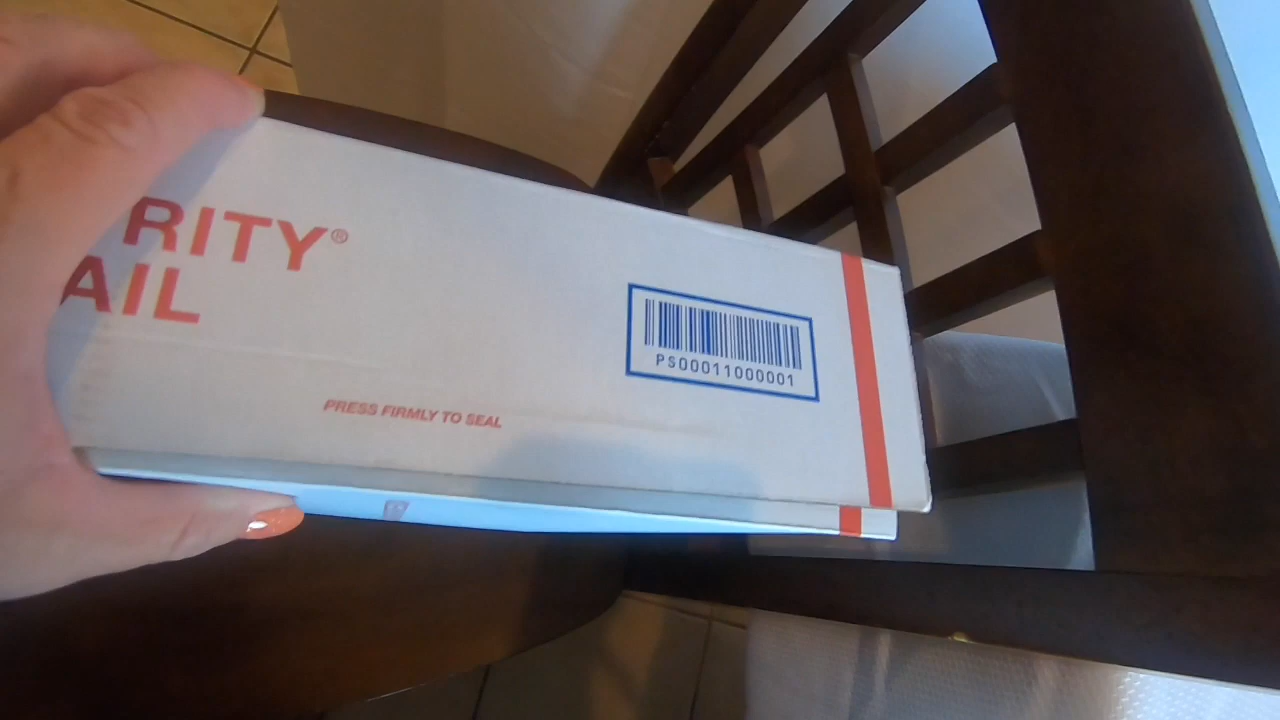 RITY®
AIL
PS00011000001
PRESS FIRMLY TO SEAL